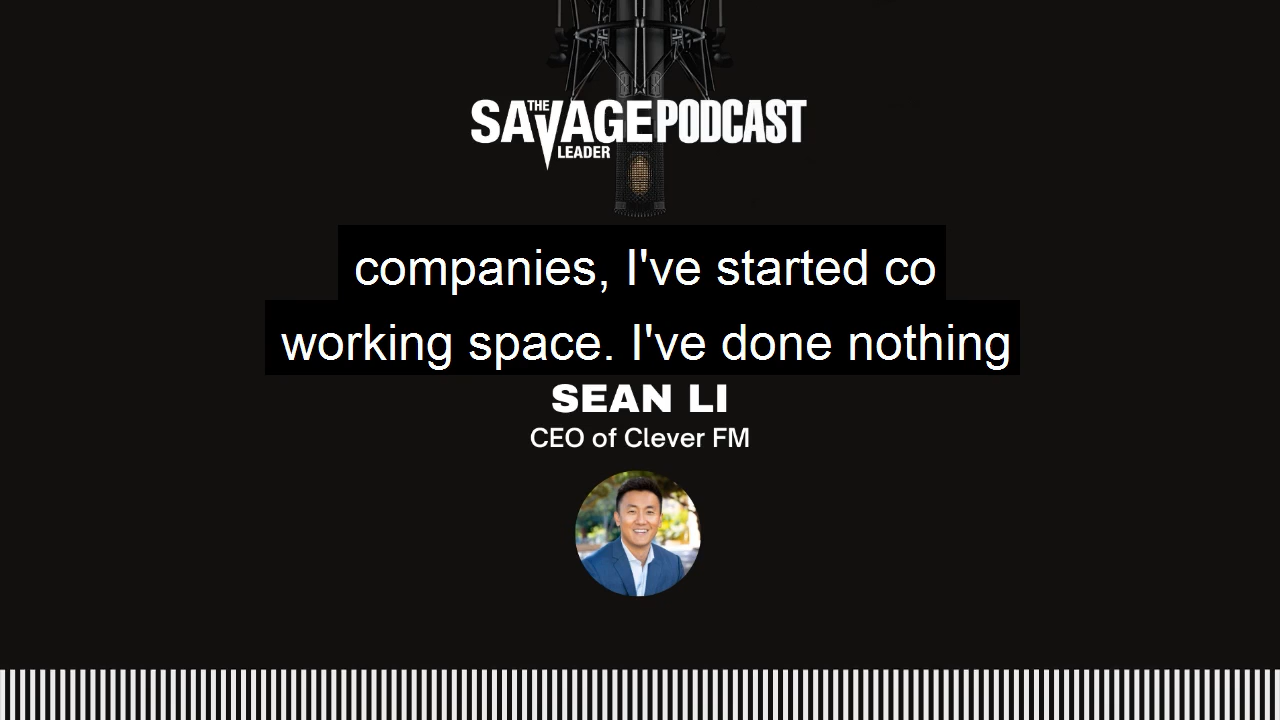 THE
SAVAGE PODCAST
LEADER
companies, I've started co
working space. I've done nothing
SEAN LI
CEO of Clever FM